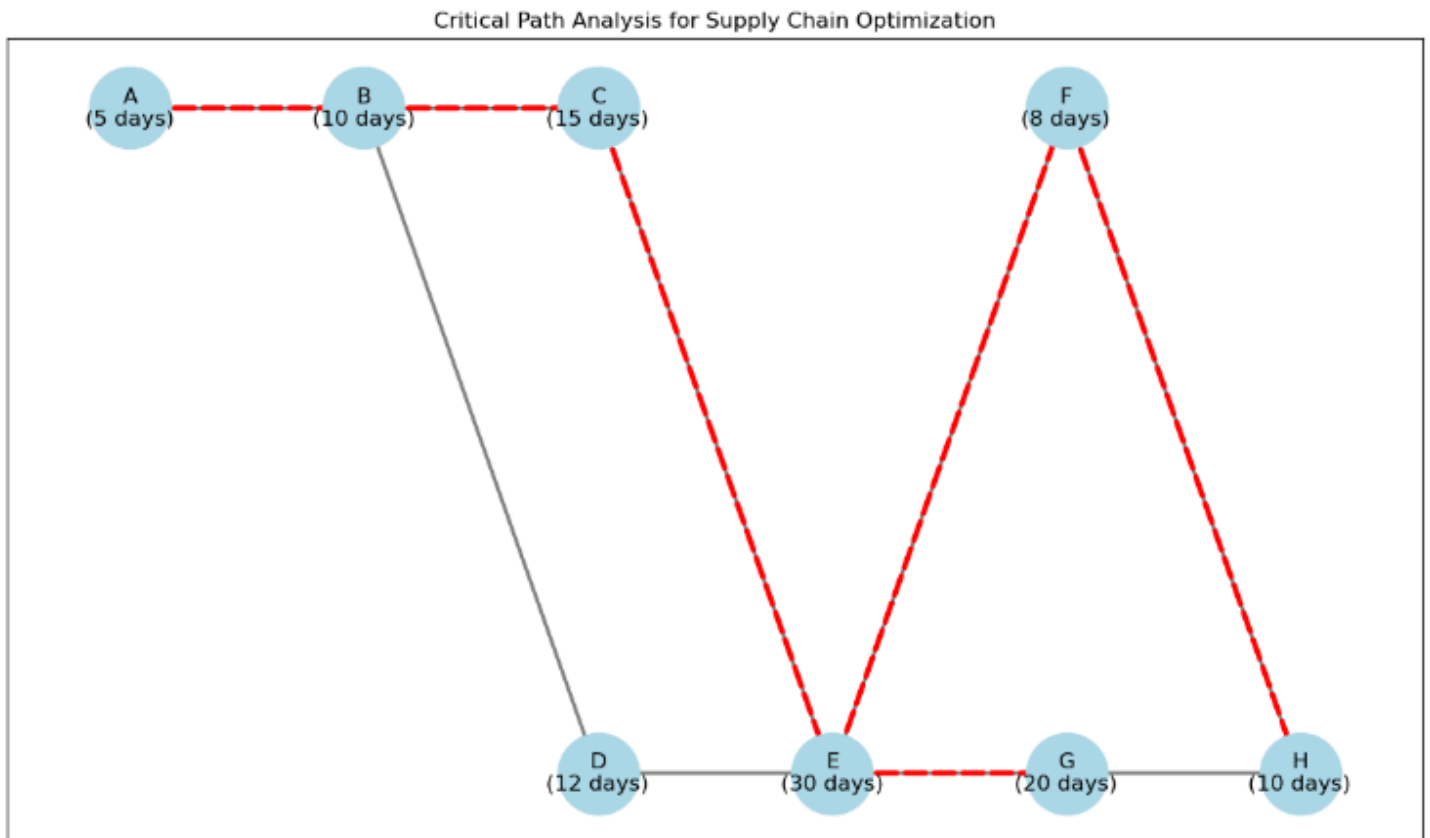 Critical Path Analysis for Supply Chain Optimization
A
(5 days)
B
(10 days)
C
(15 days)
F
(8 days)
D
(12 days)
E
(30 days)
G
(20 days)
H
(10 days)